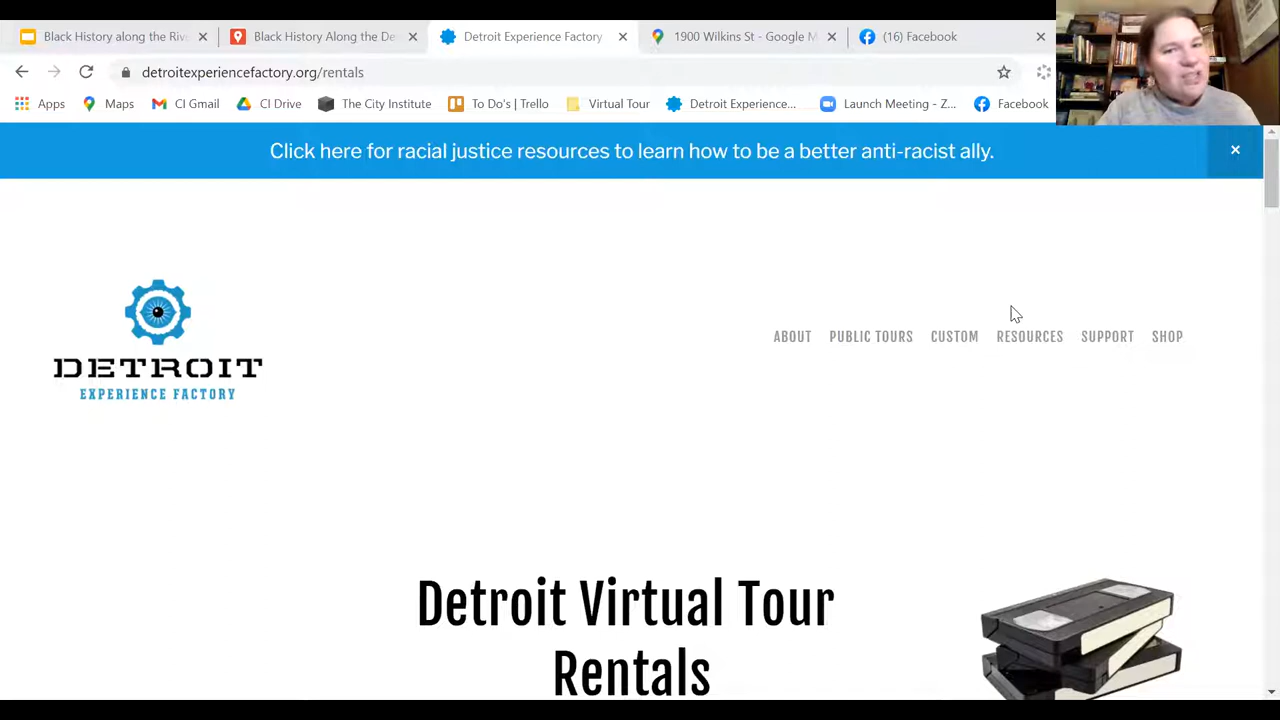 Black History along the Riv
Black History Along the De
Detroit Experience Factory
1900 Wilkins St - Google M
(16) Facebook
detroitexperiencefactory.org/rentals
Apps
Maps
CI Gmail
CI Drive
To Do's | Trello
Virtual Tour
Detroit Experience...
Launch Meeting - Z...
Facebook
Click here for racial justice resources to learn how to be a better anti-racist ally.
DETROIT
EXPERIENCE FACTORY
ABOUT PUBLIC TOURS CUSTOM RESOURCES SUPPORT SHOP
Detroit Virtual Tour
Rentals